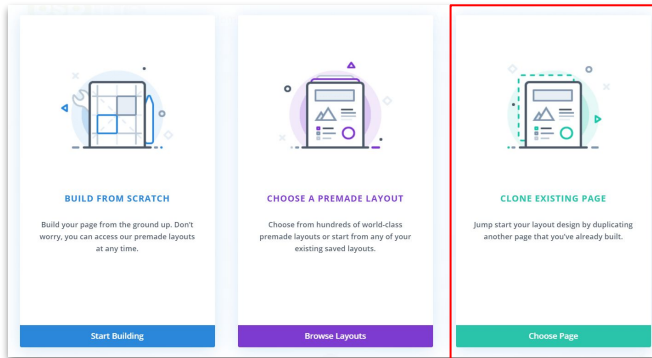 BUILD FROM SCRATCH
Build your page from the ground up. Don't
worry, you can access our premade layouts
at any time.
Start Building
CHOOSE A PREMADE LAYOUT
Choose from hundreds of world-class
premade layouts or start from any of your
existing saved layouts.
Browse Layouts
CLONE EXISTING PAGE
Jump start your layout design by duplicating
another page that you've already built.
Choose Page